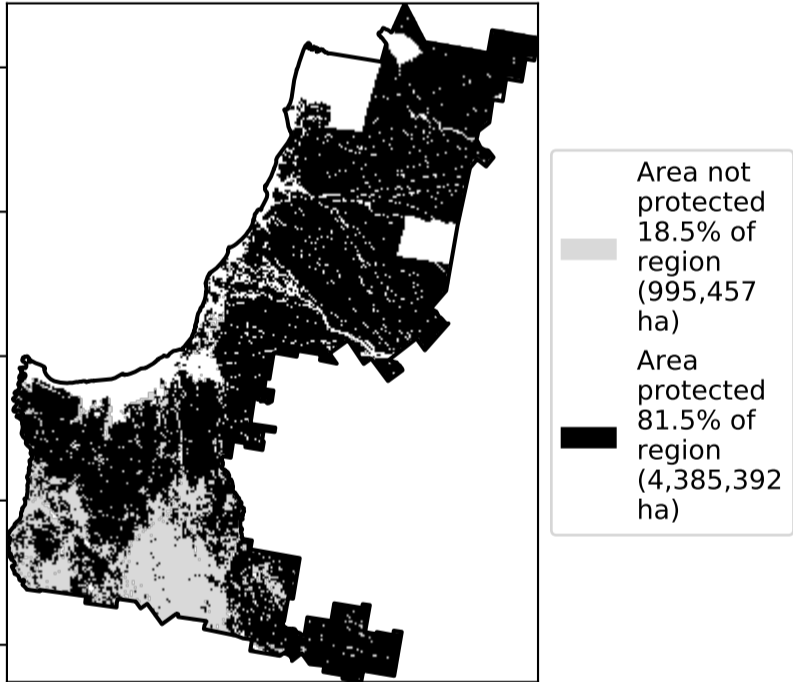 Area not
protected
18.5% of
region
(995,457
ha)
Area
protected
81.5% of
region
(4,385,392
ha)